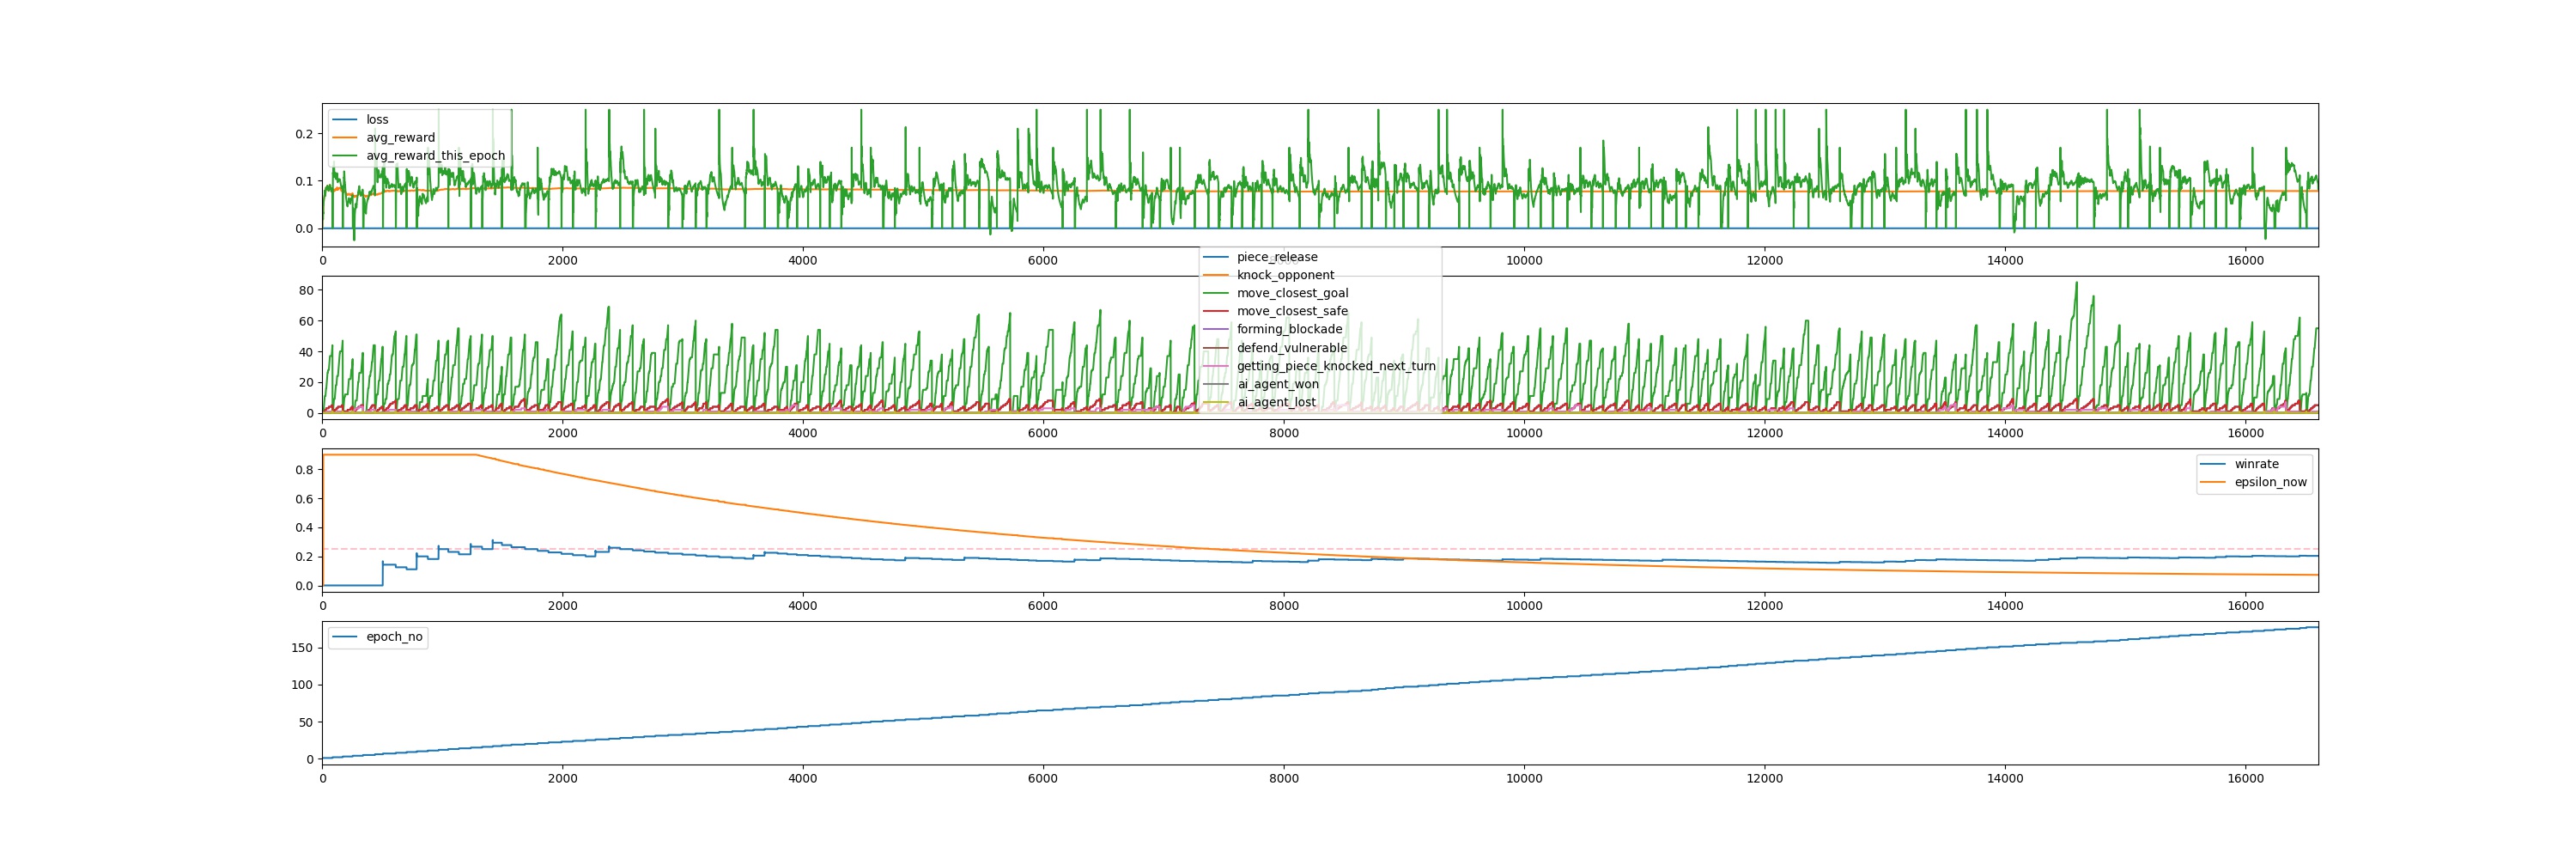 loss
avg_reward
avg_reward_this_epoch
0.2
0.1
0.0
0 2000 4000 6000 8000 10000 12000 14000 16000
piece_release
knock_opponent
move_closest_goal
move_closest_safe
forming_blockade
defend_vulnerable
getting_piece_knocked_next_turn
ai_agent_won
ai_agent_lost
80
60
40
20
0
0 2000 4000 6000 8000 10000 12000 14000 16000
winrate
epsilon_now
0.8
0.6
0.4
0.2
0.0
0 2000 4000 6000 8000 10000 12000 14000 16000
epoch_no
150
100
50
0
0 2000 4000 6000 8000 10000 12000 14000 16000